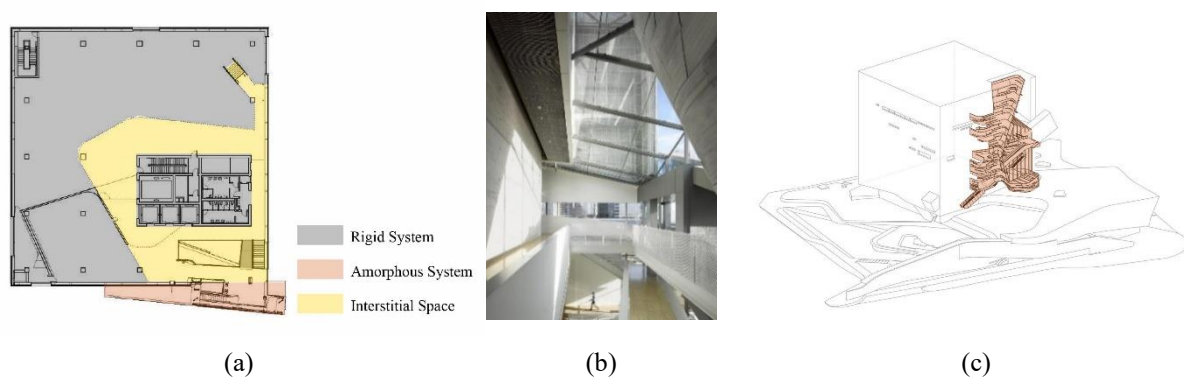 Rigid System
Amorphous System
Interstitial Space
(a)
(b)
(c)